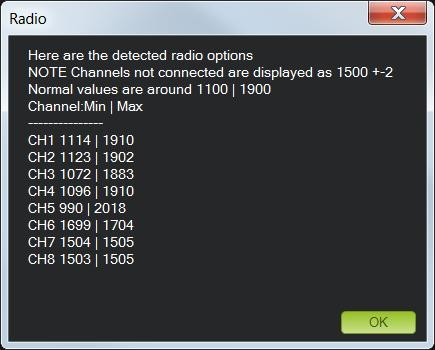 Radio
Here are the detected radio options
NOTE Channels not connected are displayed as 1500 +-2
Normal values are around 1100 | 1900
Channel:Min | Max
---------------
CH1 1114 | 1910
CH2 1123 | 1902
CH3 1072 | 1883
CH4 1096 | 1910
CH5 990 | 2018
CH6 1699 | 1704
CH7 1504 | 1505
CH8 1503 | 1505
OK